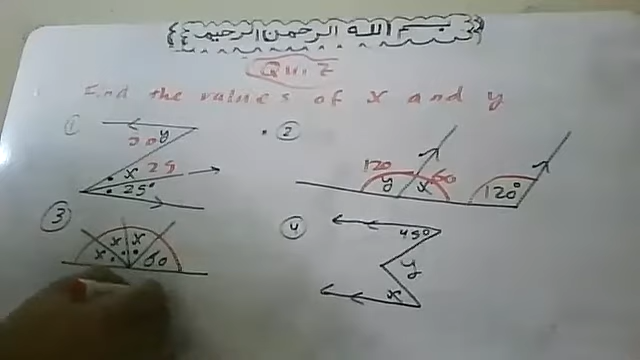 بسم الله الرحمن الرحيم
QUIZ
Find the values of x and y
1
50 y
x 25
25°
2
120 y x 60
120°
3
x x x 60
4
45°
y
x